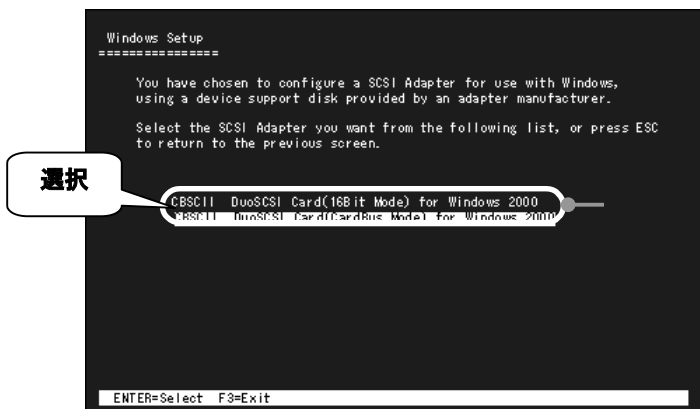 Windows Setup
================
You have chosen to configure a SCSI Adapter for use with Windows,
using a device support disk provided by an adapter manufacturer.
Select the SCSI Adapter you want from the following list, or press ESC
to return to the previous screen.
選択
CBSCII DuoSCSI Card(16Bit Mode) for Windows 2000
CBSCII DuoSCSI Card(CardBus Mode) for Windows 2000
ENTER=Select F3=Exit